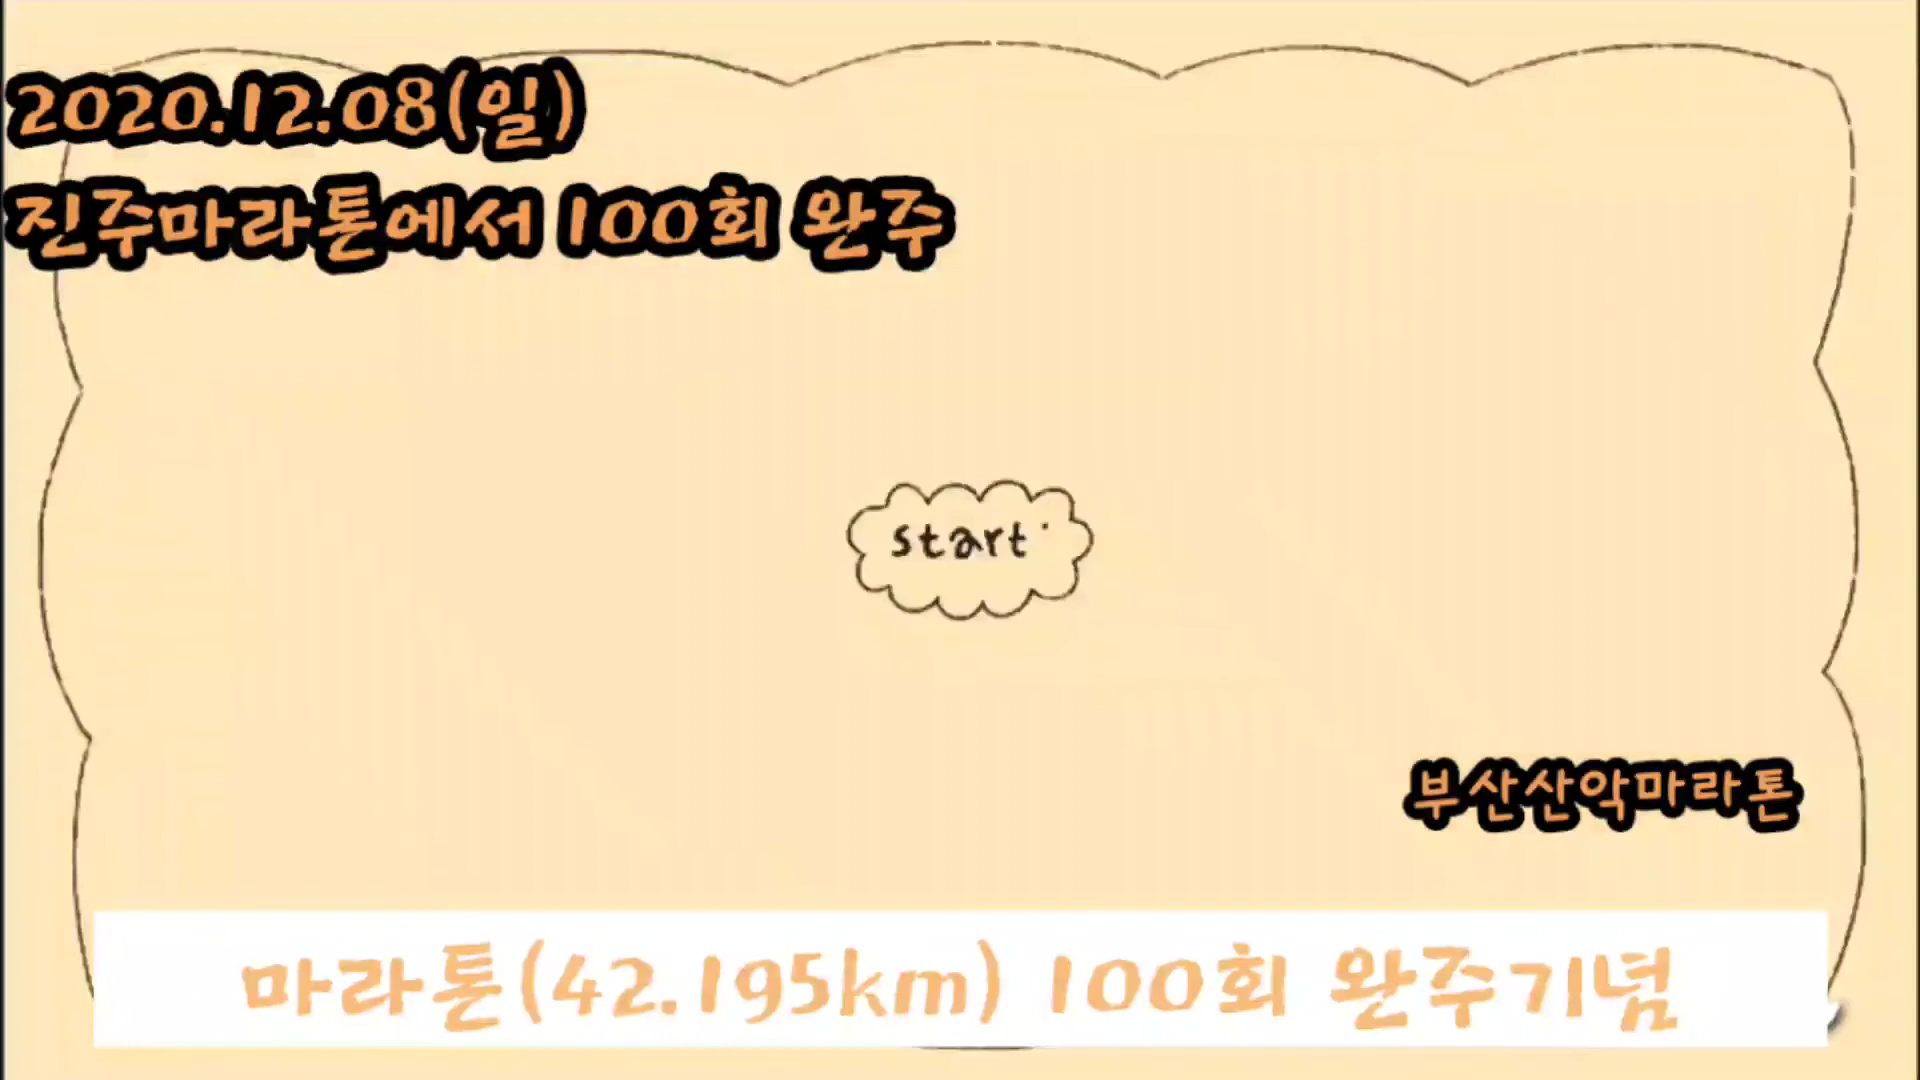 2020.12.08(일)
진주마라톤에서 100회 완주
start
부산산악마라톤
마라톤(42.195km) 100회 완주기념